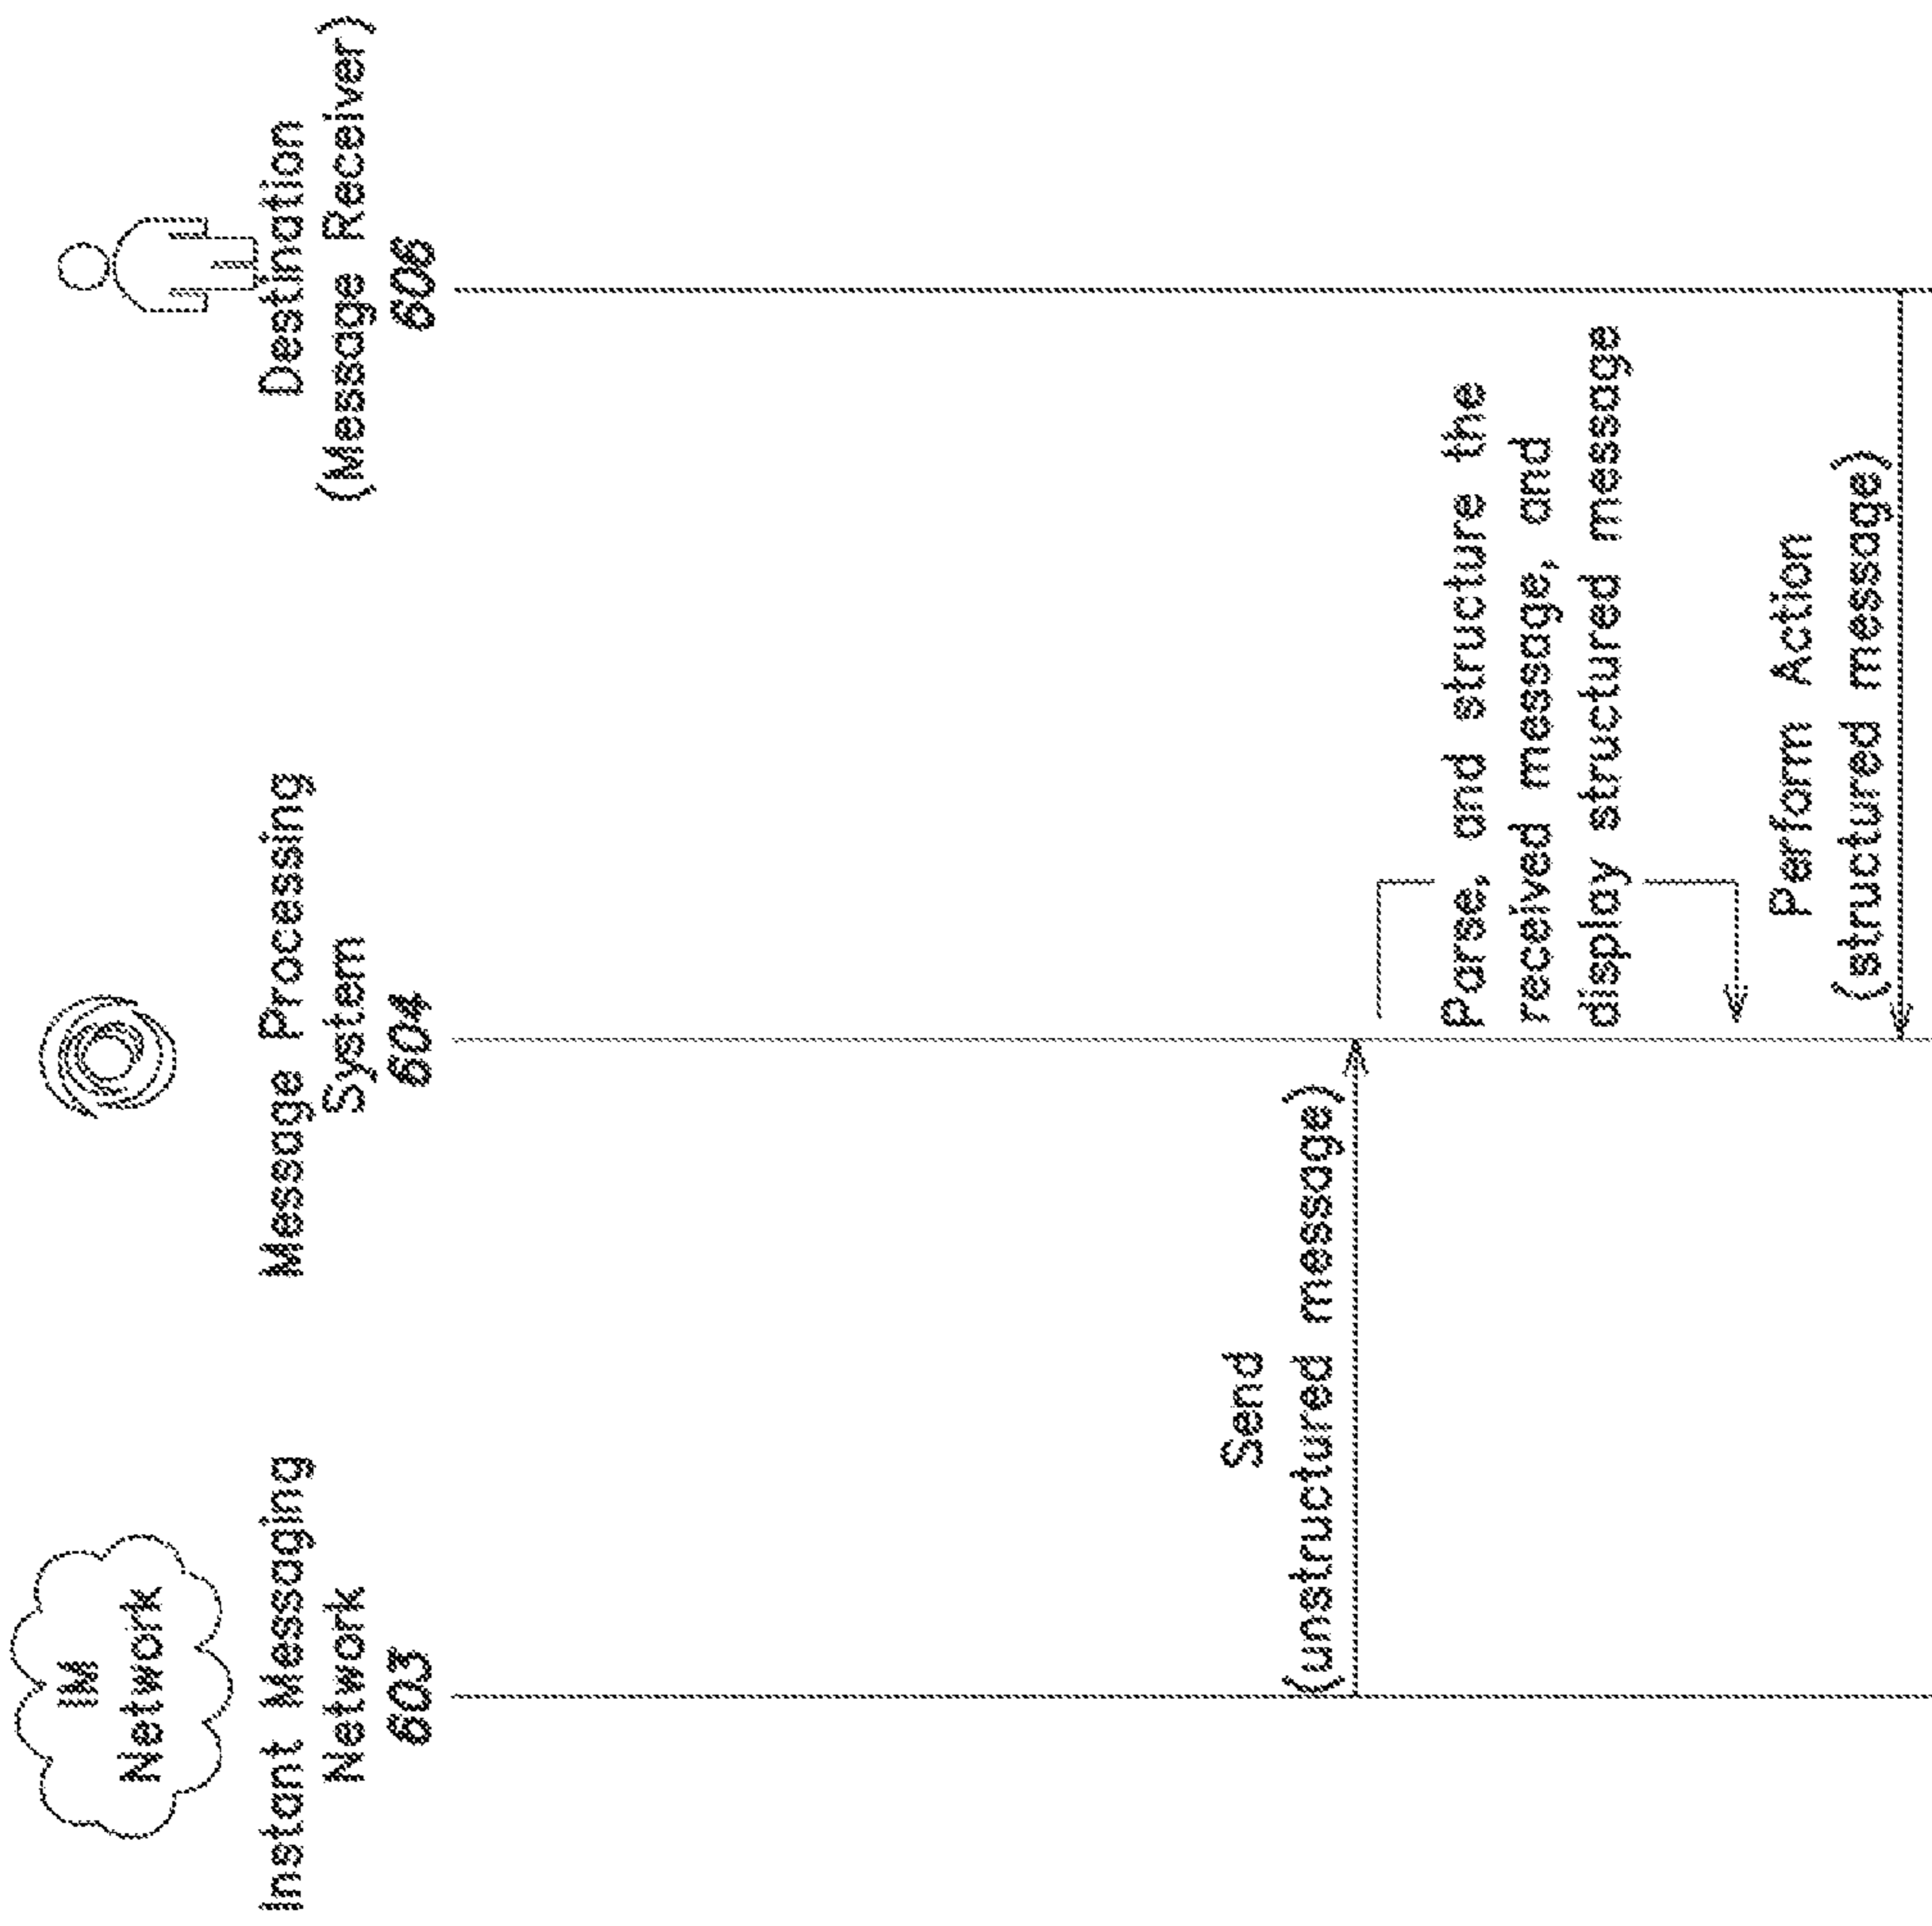 IM
Network
Instant Messaging
Network
603
Message Processing
System
604
Destination
(Message Receiver)
606
Send
(unstructured message)
Parse, and structure the
received message, and
display structured message
Perform Action
(structured message)